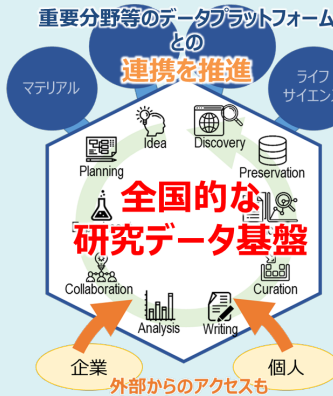 重要分野等のデータプラットフォーム
との
連携を推進
マテリアル
ライフ
サイエンス
Idea
Discovery
Planning
Preservation
全国的な
研究データ基盤
Collaboration
Curation
Analysis
Writing
企業
個人
外部からのアクセスも